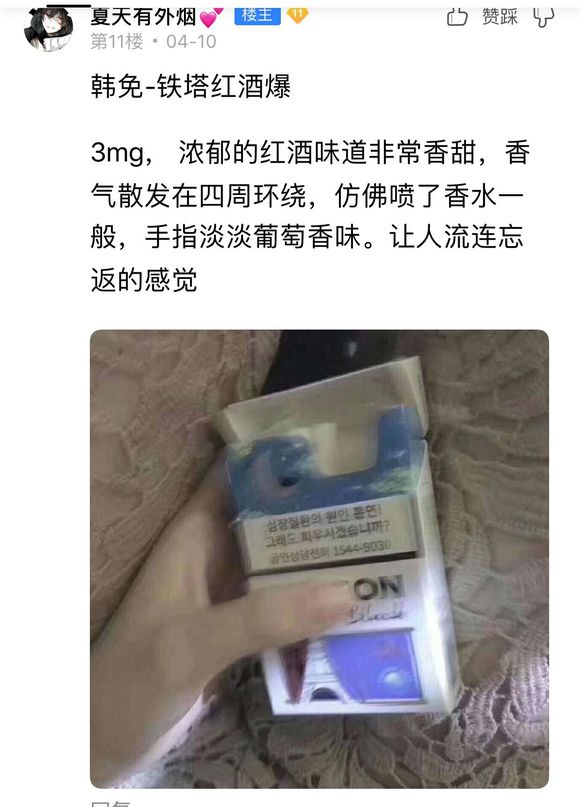 夏天有外烟💕 楼主 11 赞踩
第11楼 • 04-10
韩免-铁塔红酒爆
3mg， 浓郁的红酒味道非常香甜，香
气散发在四周环绕，仿佛喷了香水一
般，手指淡淡葡萄香味。让人流连忘
返的感觉
심장질환의 원인 흡연!
그래도 피우시겠습니까?
금연상담전화 1544-9030
ON
Black